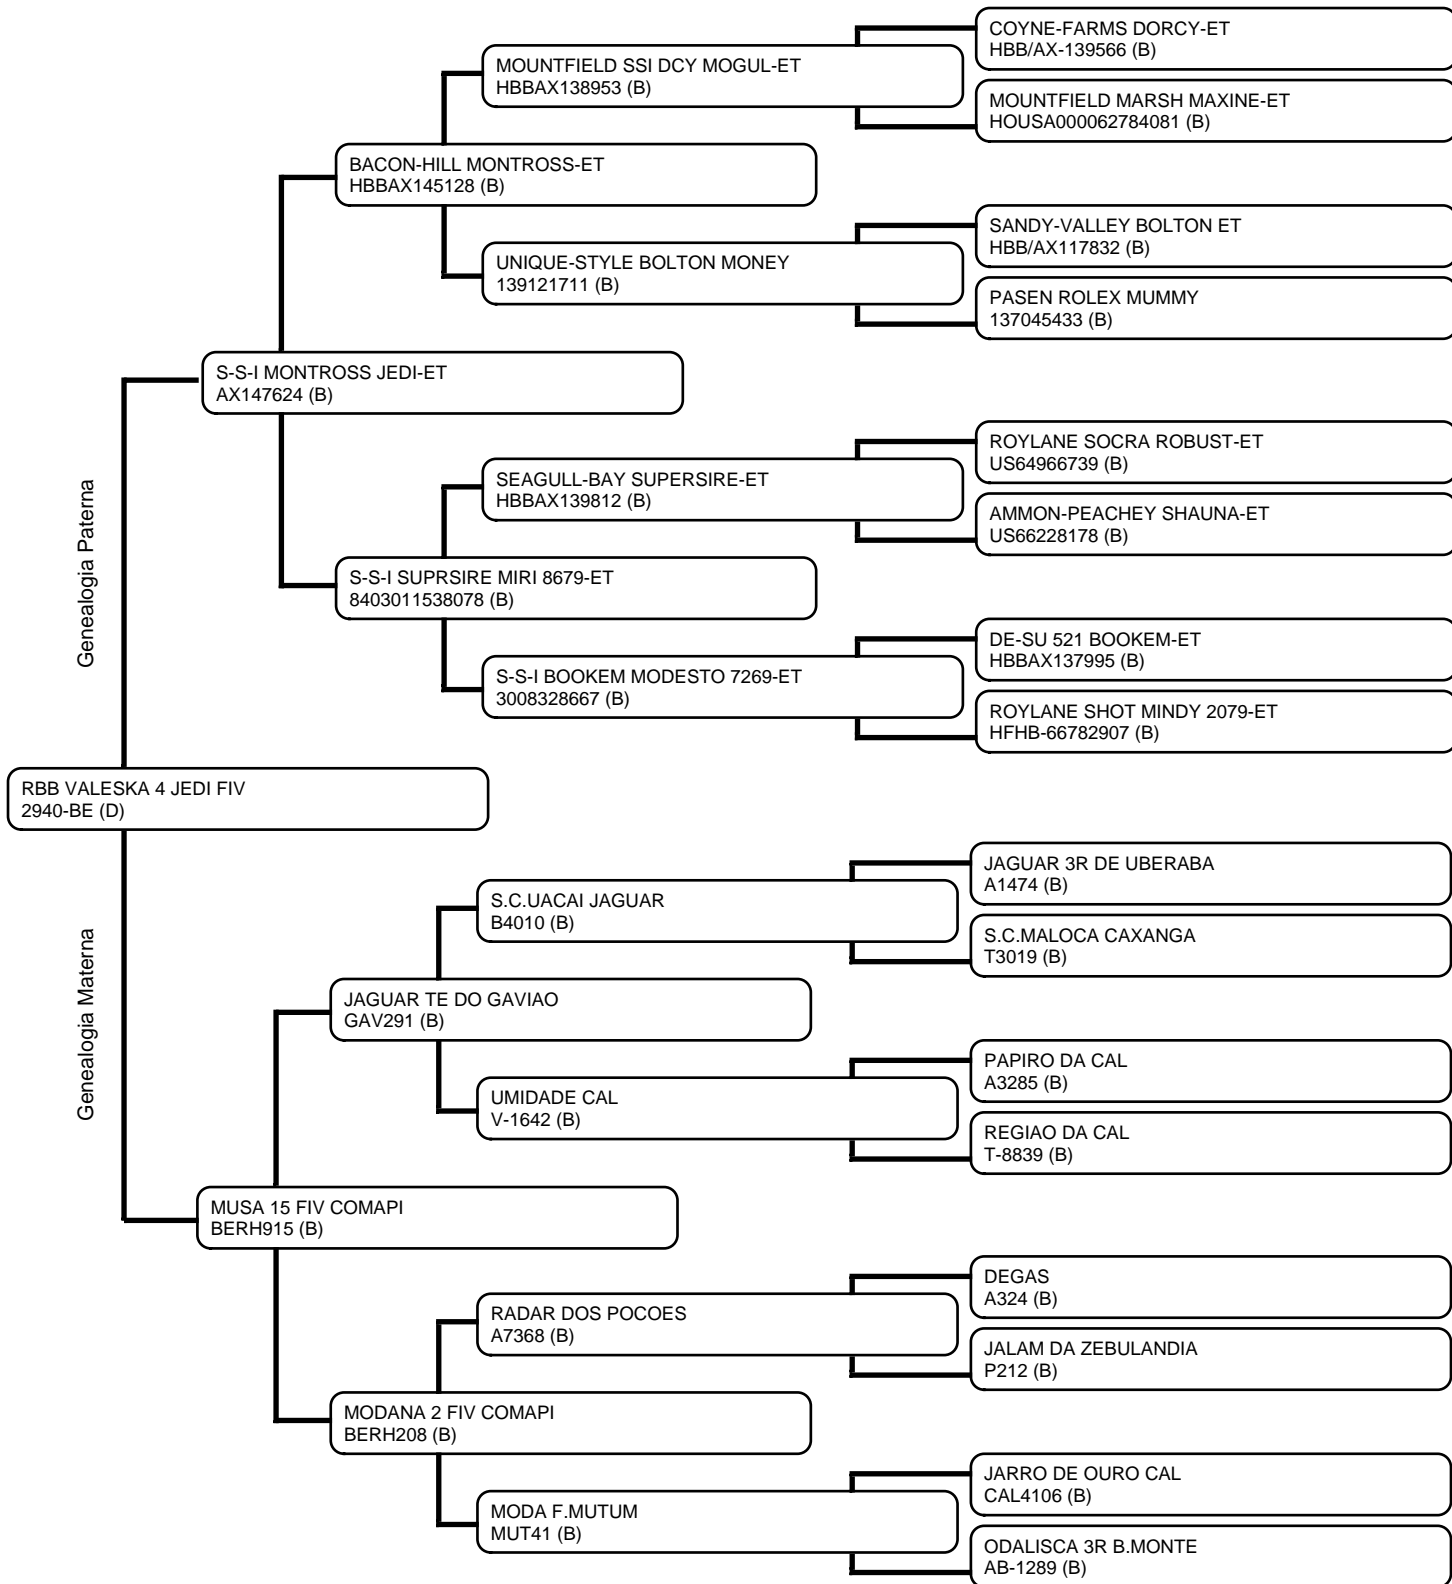 COYNE-FARMS DORCY-ET
HBB/AX-139566 (B)
MOUNTFIELD SSI DCY MOGUL-ET
HBBAX138953 (B)
MOUNTFIELD MARSH MAXINE-ET
HOUSA000062784081 (B)
BACON-HILL MONTROSS-ET
HBBAX145128 (B)
SANDY-VALLEY BOLTON ET
HBB/AX117832 (B)
UNIQUE-STYLE BOLTON MONEY
139121711 (B)
PASEN ROLEX MUMMY
137045433 (B)
S-S-I MONTROSS JEDI-ET
AX147624 (B)
ROYLANE SOCRA ROBUST-ET
US64966739 (B)
SEAGULL-BAY SUPERSIRE-ET
HBBAX139812 (B)
AMMON-PEACHEY SHAUNA-ET
US66228178 (B)
Genealogia Paterna
S-S-I SUPRSIRE MIRI 8679-ET
8403011538078 (B)
DE-SU 521 BOOKEM-ET
HBBAX137995 (B)
S-S-I BOOKEM MODESTO 7269-ET
3008328667 (B)
ROYLANE SHOT MINDY 2079-ET
HFHB-66782907 (B)
RBB VALESKA 4 JEDI FIV
2940-BE (D)
JAGUAR 3R DE UBERABA
A1474 (B)
S.C.UACAI JAGUAR
B4010 (B)
S.C.MALOCA CAXANGA
T3019 (B)
Genealogia Materna
JAGUAR TE DO GAVIAO
GAV291 (B)
PAPIRO DA CAL
A3285 (B)
UMIDADE CAL
V-1642 (B)
REGIAO DA CAL
T-8839 (B)
MUSA 15 FIV COMAPI
BERH915 (B)
DEGAS
A324 (B)
RADAR DOS POCOES
A7368 (B)
JALAM DA ZEBULANDIA
P212 (B)
MODANA 2 FIV COMAPI
BERH208 (B)
JARRO DE OURO CAL
CAL4106 (B)
MODA F.MUTUM
MUT41 (B)
ODALISCA 3R B.MONTE
AB-1289 (B)